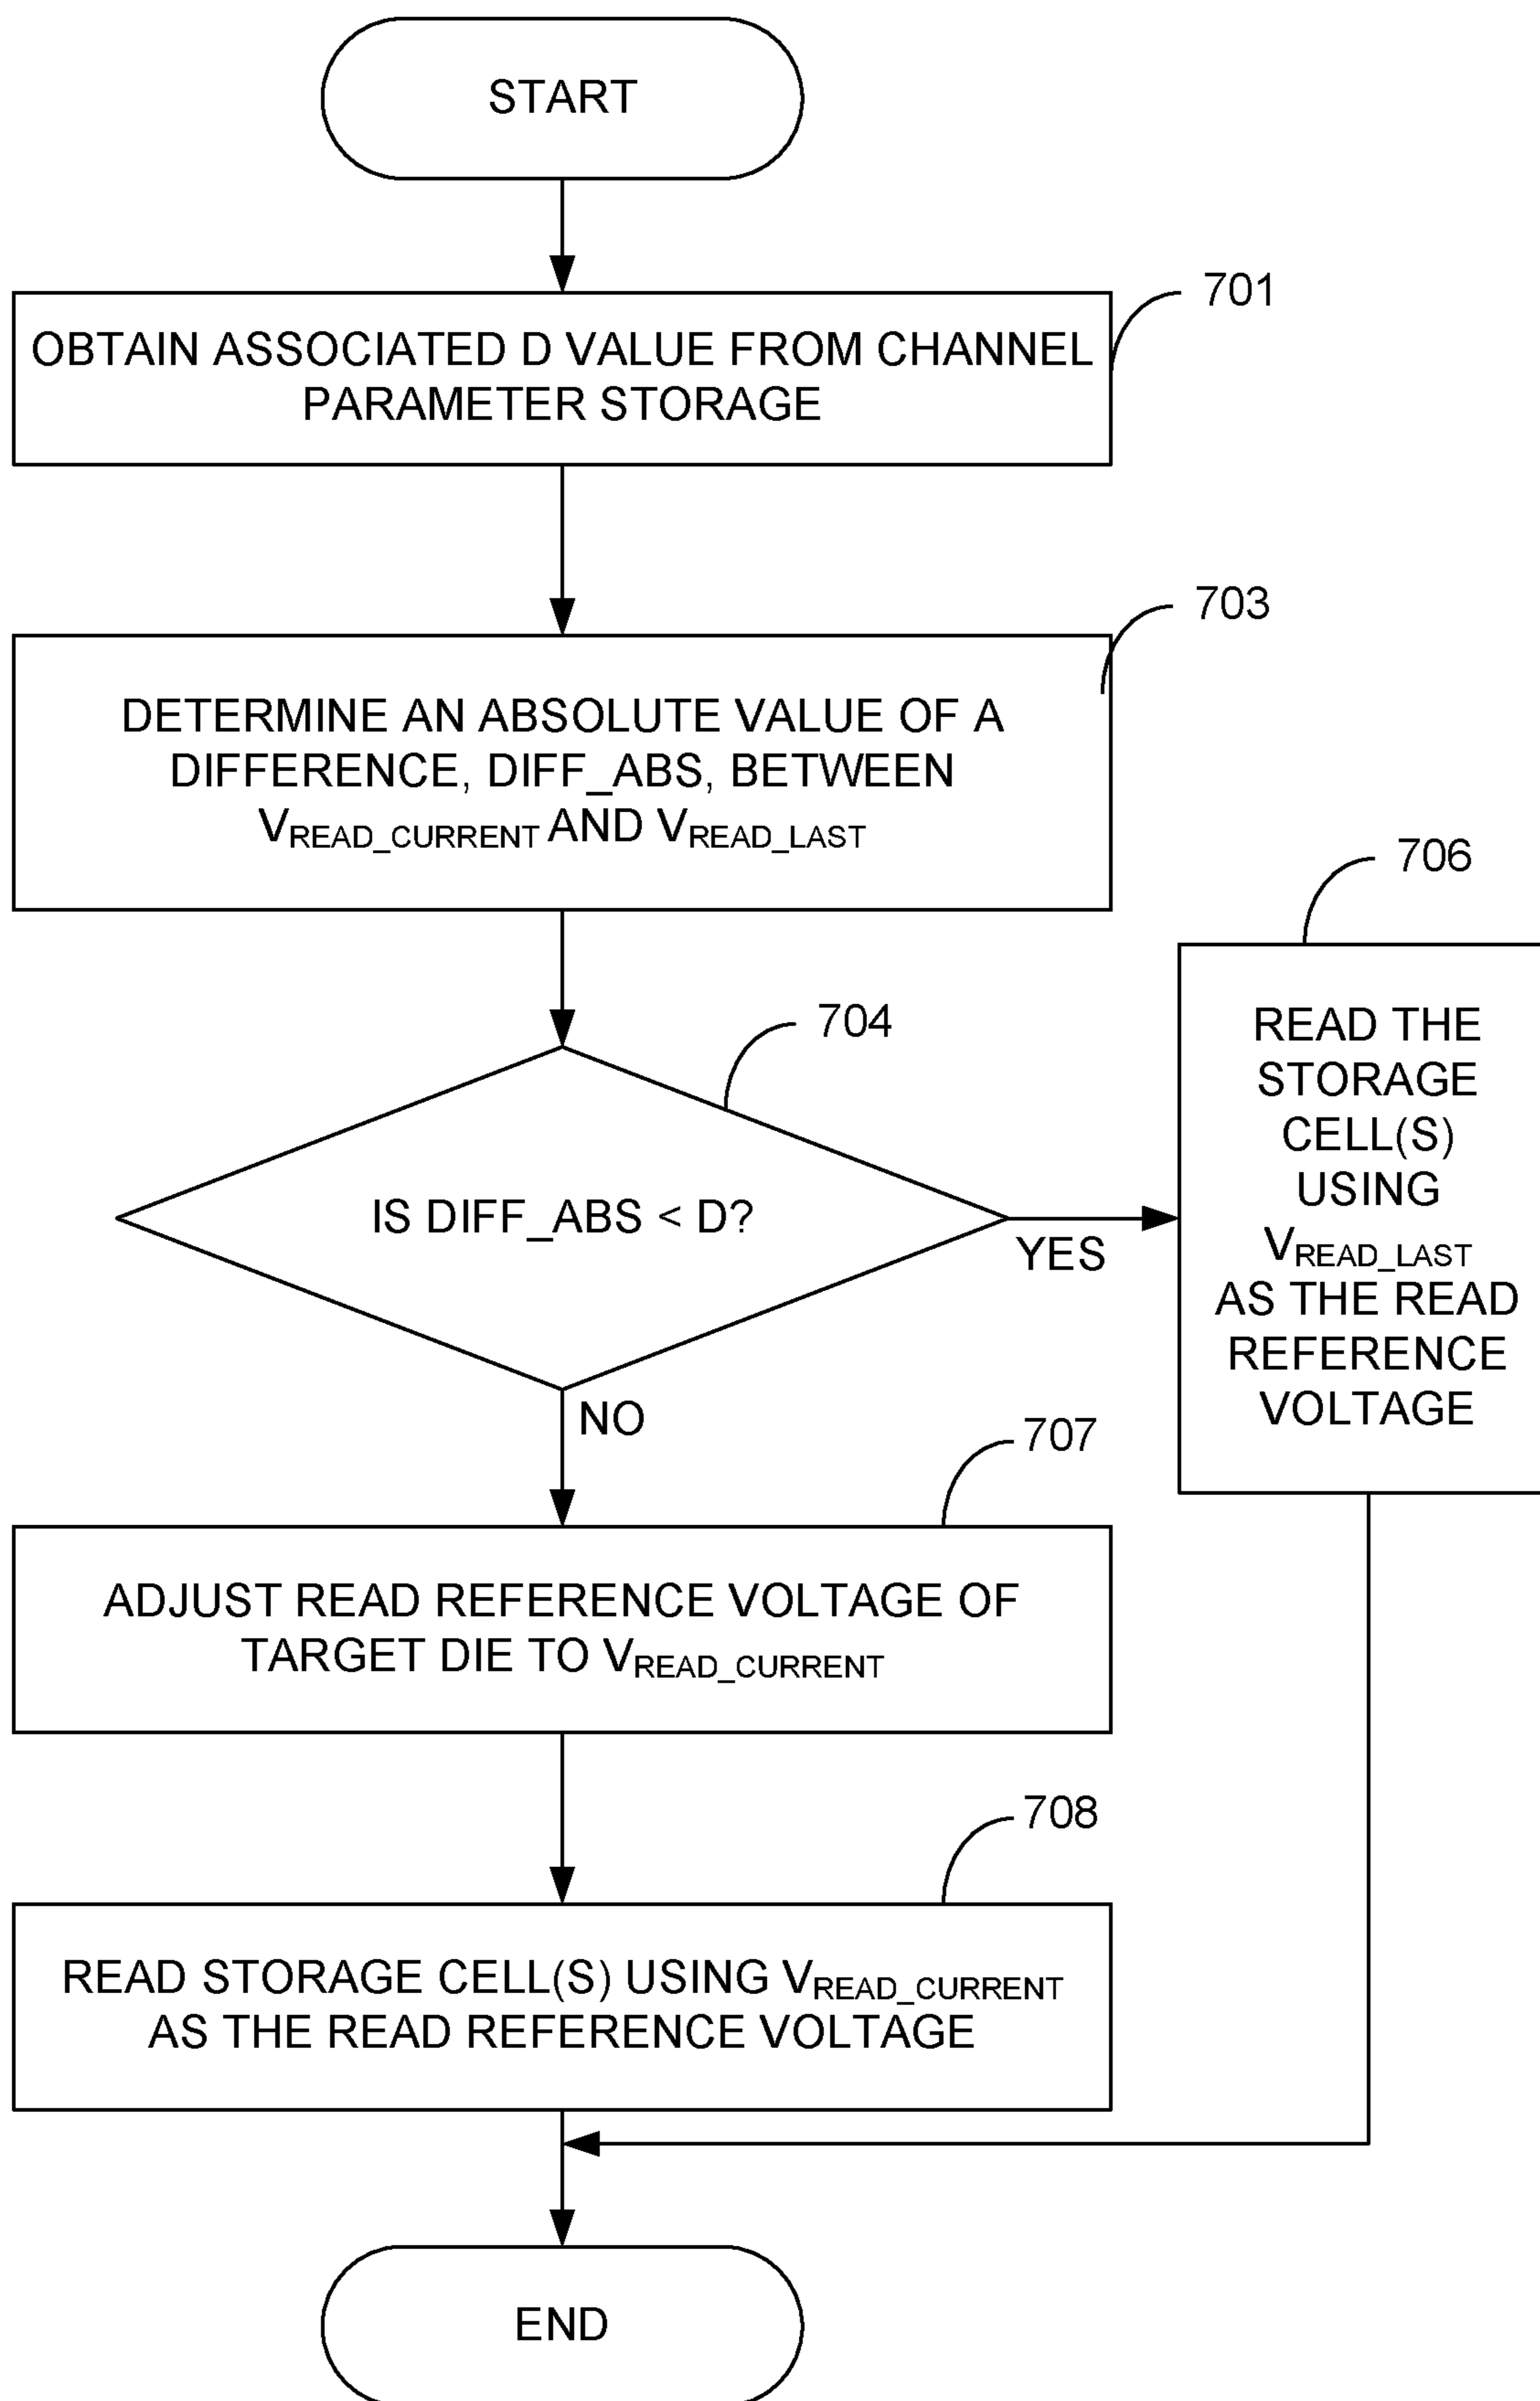 START
701
OBTAIN ASSOCIATED D VALUE FROM CHANNEL
PARAMETER STORAGE
703
DETERMINE AN ABSOLUTE VALUE OF A
DIFFERENCE, DIFF_ABS, BETWEEN
VREAD_CURRENT AND VREAD_LAST
704
IS DIFF_ABS < D?
YES
NO
706
READ THE
STORAGE
CELL(S)
USING
VREAD_LAST
AS THE READ
REFERENCE
VOLTAGE
707
ADJUST READ REFERENCE VOLTAGE OF
TARGET DIE TO VREAD_CURRENT
708
READ STORAGE CELL(S) USING VREAD_CURRENT
AS THE READ REFERENCE VOLTAGE
END